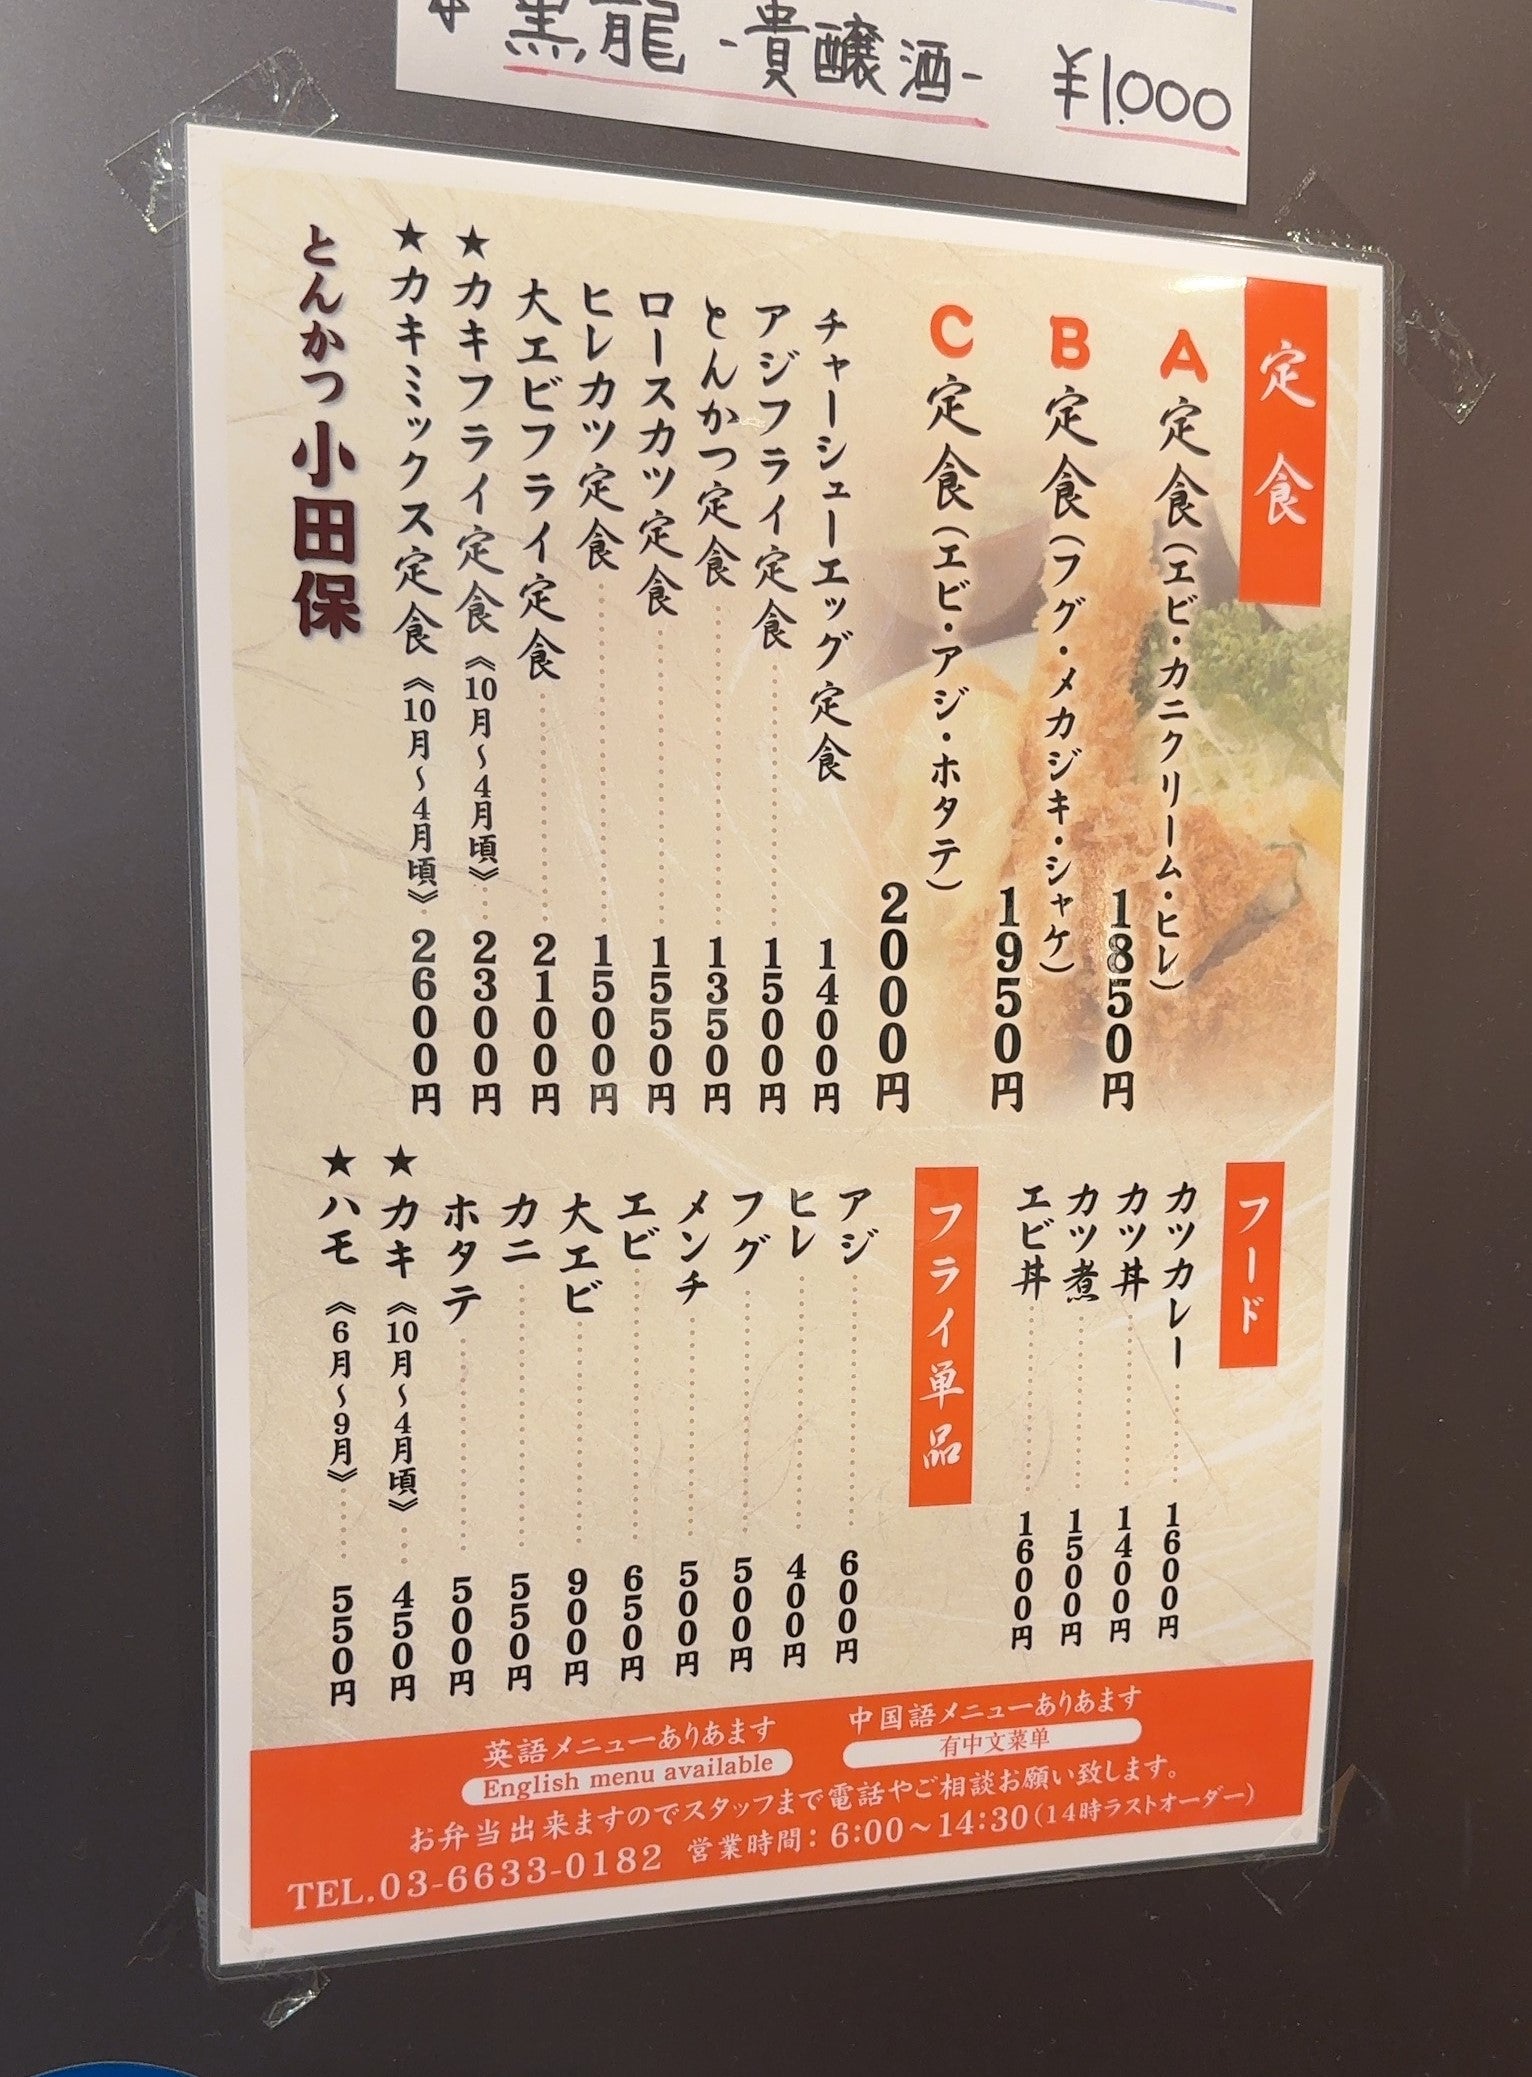 黒龍 -貴醸酒- ¥1,000
定食
A定食(エビ・カニクリーム・ヒレ) 1850円
B定食(フグ・メカジキ・シャケ) 1950円
C定食(エビ・アジ・ホタテ) 2000円
チャーシューエッグ定食 1400円
アジフライ定食 1500円
とんかつ定食 1350円
ロースカツ定食 1550円
ヒレカツ定食 1500円
大エビフライ定食 2100円
★カキフライ定食《10月〜4月頃》 2300円
★カキミックス定食《10月〜4月頃》 2600円
とんかつ 小田保
フード
カツカレー 1600円
カツ丼 1400円
カツ煮 1500円
エビ丼 1600円
フライ単品
アジ 600円
ヒレ 400円
フグ 500円
メンチ 500円
エビ 650円
大エビ 900円
カニ 550円
ホタテ 500円
★カキ《10月〜4月頃》 450円
★ハモ《6月〜9月》 550円
英語メニューありあます 中国語メニューありあます
English menu available 有中文菜单
お弁当出来ますのでスタッフまで電話やご相談お願い致します。
TEL.03-6633-0182 営業時間：6:00〜14:30(14時ラストオーダー)